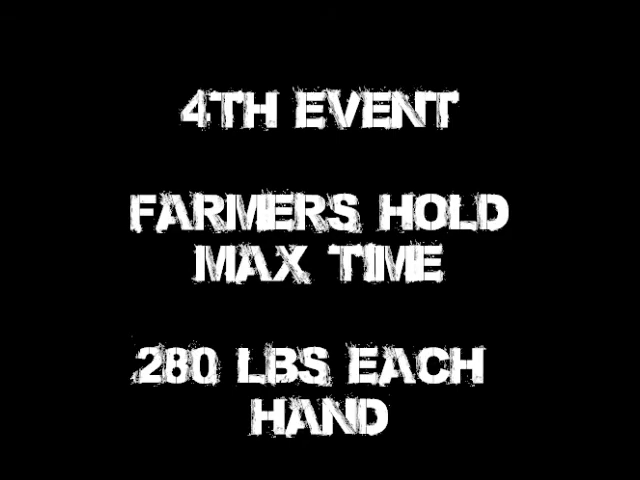 4TH EVENT
FARMERS HOLD
MAX TIME
280 LBS EACH
HAND